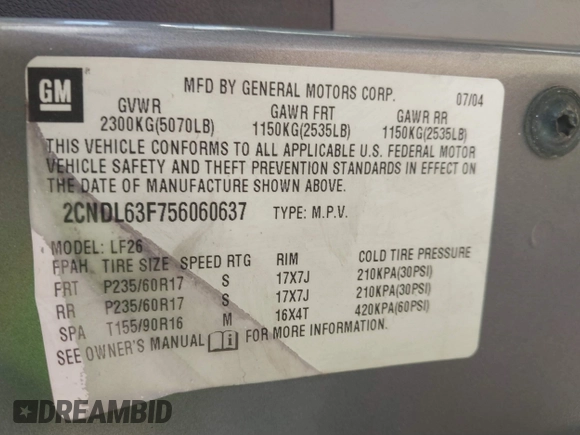 GM
MFD BY GENERAL MOTORS CORP. 07/04
GVWR GAWR FRT GAWR RR
2300KG(5070LB) 1150KG(2535LB) 1150KG(2535LB)
THIS VEHICLE CONFORMS TO ALL APPLICABLE U.S. FEDERAL MOTOR
VEHICLE SAFETY AND THEFT PREVENTION STANDARDS IN EFFECT ON
THE DATE OF MANUFACTURE SHOWN ABOVE.
2CNDL63F756060637 TYPE: M.P.V.
MODEL: LF26
FPAH. TIRE SIZE SPEED RTG RIM COLD TIRE PRESSURE
FRT P235/60R17 S 17X7J 210KPA(30PSI)
RR P235/60R17 S 17X7J 210KPA(30PSI)
SPA T155/90R16 M 16X4T 420KPA(60PSI)
SEE OWNER'S MANUAL FOR MORE INFORMATION.
DREAMBID